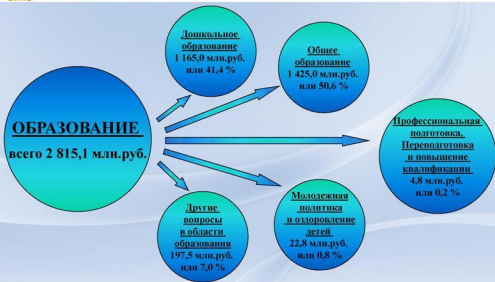 Дошкольное
образование
1 165,0 млн.руб.
или 41,4 %
Общее
образование
1 425,0 млн.руб.
или 50,6 %
ОБРАЗОВАНИЕ
всего 2 815,1 млн.руб.
Профессиональная
подготовка,
Переподготовка
и повышение
квалификации
4,8 млн.руб.
или 0,2 %
Другие
вопросы
в области
образования
197,5 млн.руб.
или 7,0 %
Молодежная
политика
и оздоровление
детей
22,8 млн.руб.
или 0,8 %